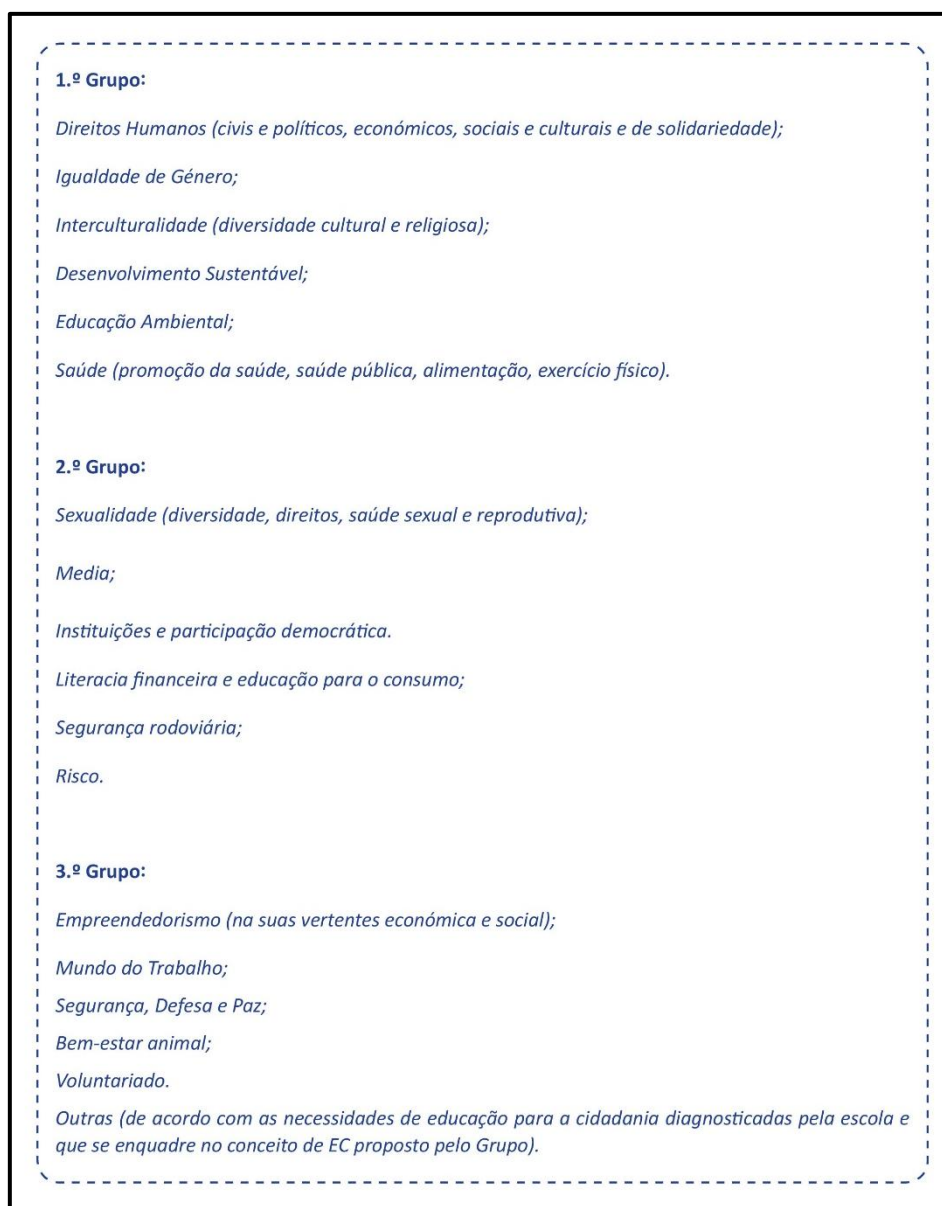 1.º Grupo:
Direitos Humanos (civis e políticos, económicos, sociais e culturais e de solidariedade);
Igualdade de Género;
Interculturalidade (diversidade cultural e religiosa);
Desenvolvimento Sustentável;
Educação Ambiental;
Saúde (promoção da saúde, saúde pública, alimentação, exercício físico).
2.º Grupo:
Sexualidade (diversidade, direitos, saúde sexual e reprodutiva);
Media;
Instituições e participação democrática.
Literacia financeira e educação para o consumo;
Segurança rodoviária;
Risco.
3.º Grupo:
Empreendedorismo (na suas vertentes económica e social);
Mundo do Trabalho;
Segurança, Defesa e Paz;
Bem-estar animal;
Voluntariado.
Outras (de acordo com as necessidades de educação para a cidadania diagnosticadas pela escola e
que se enquadre no conceito de EC proposto pelo Grupo).